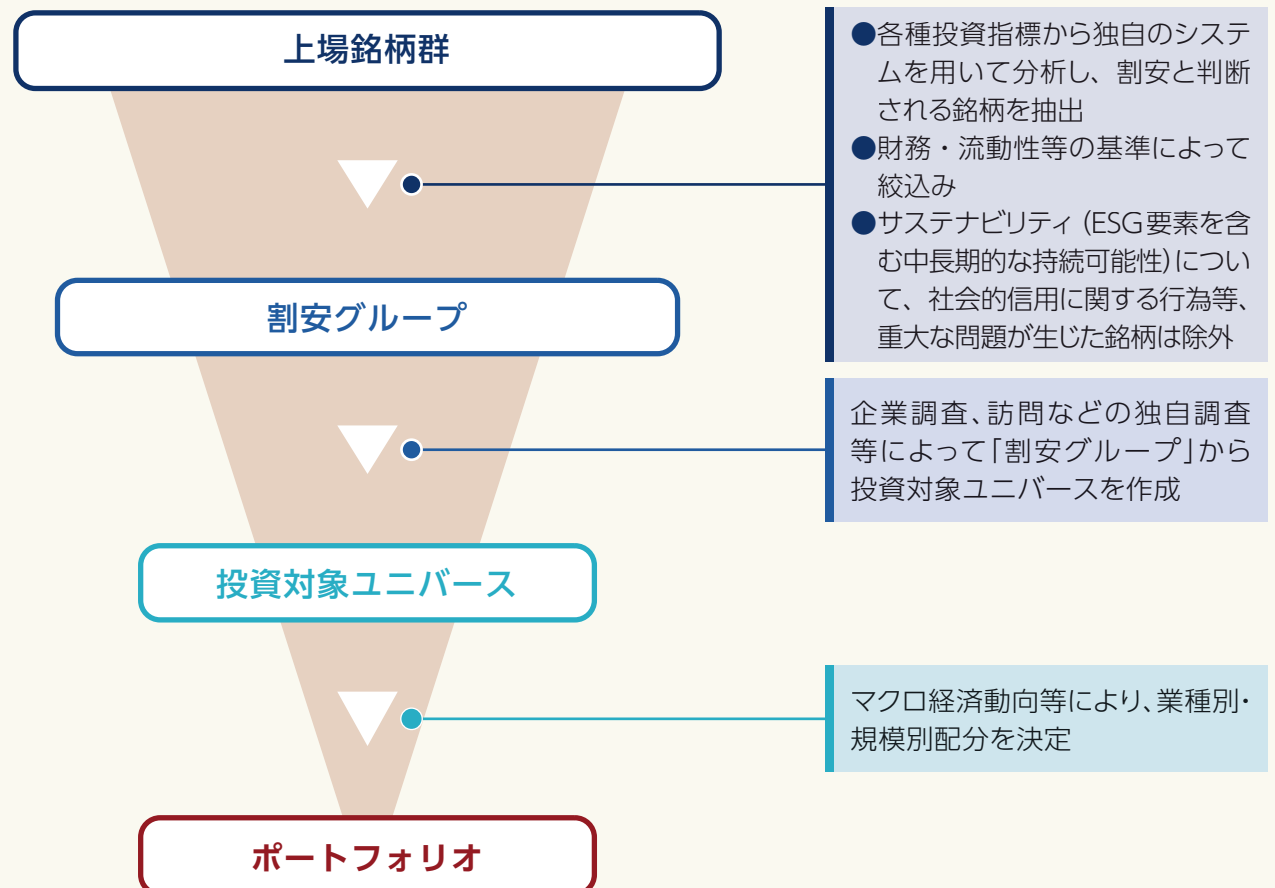 上場銘柄群
●各種投資指標から独自のシステ
ムを用いて分析し、割安と判断
される銘柄を抽出
●財務・流動性等の基準によって
絞込み
●サステナビリティ(ESG要素を含
む中長期的な持続可能性)につい
て、社会的信用に関する行為等、
重大な問題が生じた銘柄は除外
割安グループ
企業調査、訪問などの独自調査
等によって「割安グループ」から
投資対象ユニバースを作成
投資対象ユニバース
マクロ経済動向等により、業種別・
規模別配分を決定
ポートフォリオ